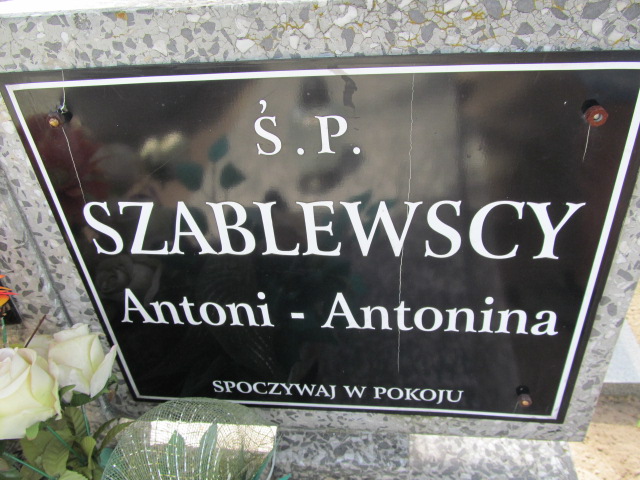 Ś.P.
SZABLEWSCY
Antoni - Antonina
SPOCZYWAJ W POKOJU